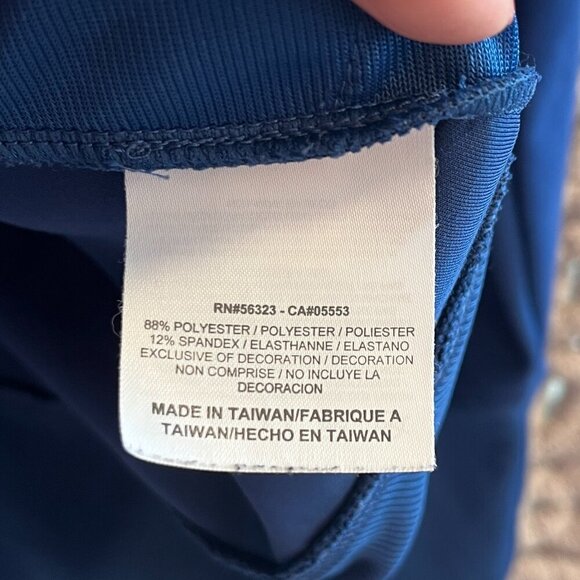 RN#56323 - CA#05553
88% POLYESTER / POLYESTER / POLIESTER
12% SPANDEX / ELASTHANNE / ELASTANO
EXCLUSIVE OF DECORATION / DECORATION
NON COMPRISE / NO INCLUYE LA
DECORACION
MADE IN TAIWAN/FABRIQUE A
TAIWAN/HECHO EN TAIWAN